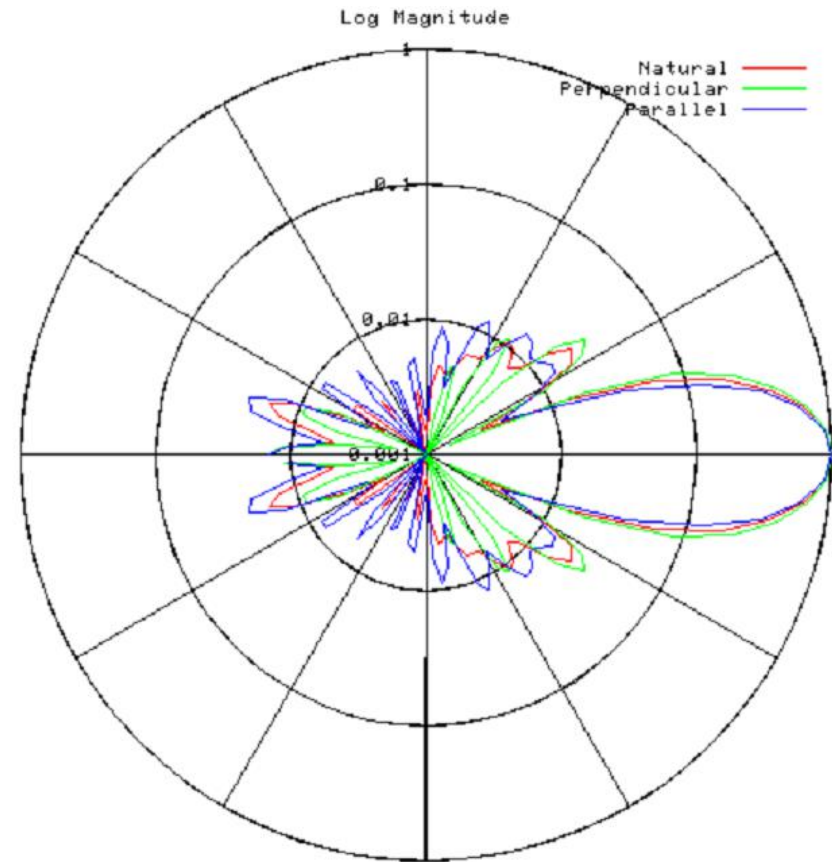 Log Magnitude
1
Natural
Perpendicular
Parallel
0.1
0.01
0.001